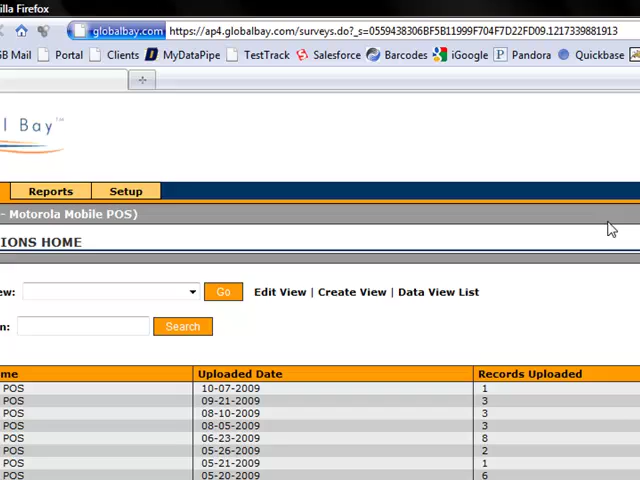 illa Firefox
globalbay.com https://ap4.globalbay.com/surveys.do?_s=0559438306BF5B11999F704F7D22FD09.1217339881913
GB Mail Portal Clients MyDataPipe TestTrack Salesforce Barcodes iGoogle Pandora Quickbase
l Bay™
Reports Setup
- Motorola Mobile POS)
IONS HOME
ew: Go Edit View | Create View | Data View List
n: Search
me Uploaded Date Records Uploaded
POS 10-07-2009 1
POS 09-21-2009 3
POS 08-10-2009 3
POS 08-05-2009 3
POS 06-23-2009 8
POS 05-26-2009 2
POS 05-21-2009 1
POS 05-20-2009 6